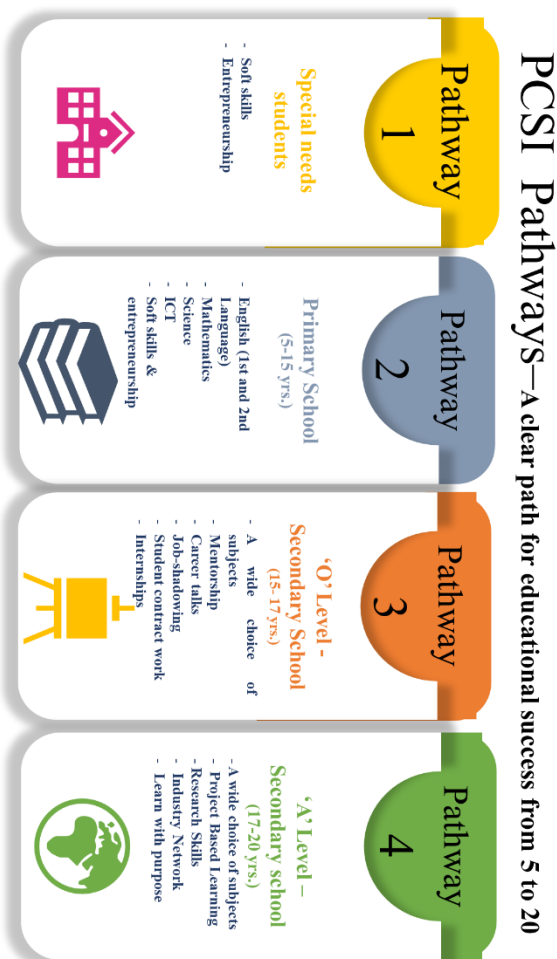 PCSI Pathways—A clear path for educational success from 5 to 20
Pathway
1
Special needs
students
- Soft skills
- Entrepreneurship
Pathway
2
Primary School
(5-15 yrs.)
- English (1st and 2nd
Language)
- Mathematics
- Science
- ICT
- Soft skills &
entrepreneurship
Pathway
3
‘O’ Level -
Secondary School
(15- 17 yrs.)
- A wide choice of
subjects
- Mentorship
- Career talks
- Job-shadowing
- Student contract work
- Internships
Pathway
4
‘A’ Level –
Secondary school
(17-20 yrs.)
- A wide choice of subjects
- Project Based Learning
- Research Skills
- Industry Network
- Learn with purpose